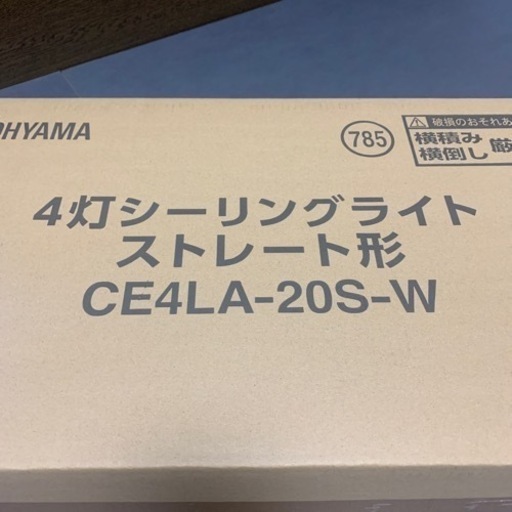 OHYAMA
785
破損のおそれあ
横積み
横倒し 厳
4灯シーリングライト
ストレート形
CE4LA-20S-W